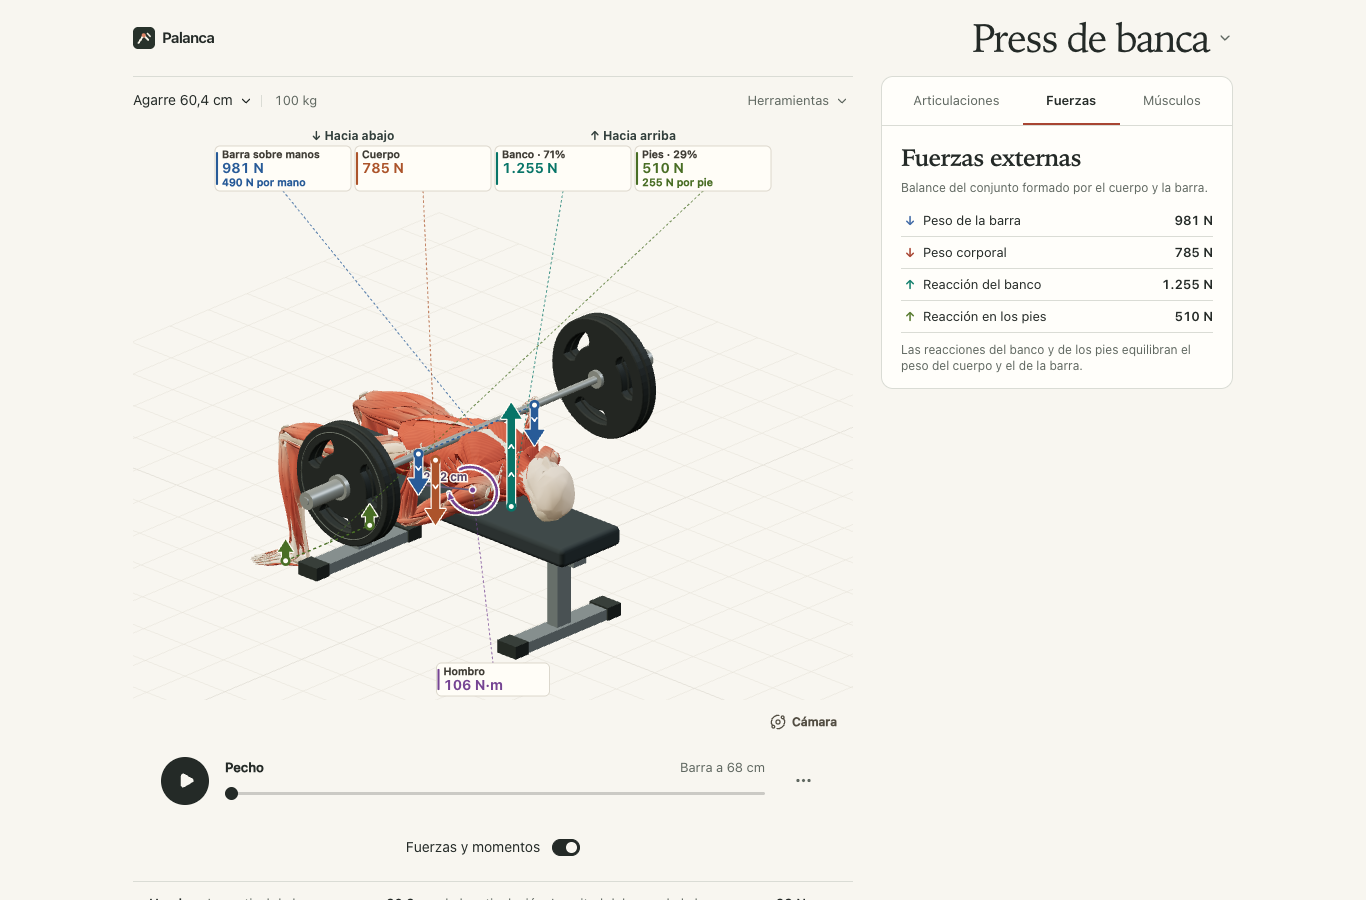 Palanca
Press de banca
Agarre 60,4 cm
100 kg
Herramientas
↓ Hacia abajo
↑ Hacia arriba
Barra sobre manos
981 N
490 N por mano
Cuerpo
785 N
Banco · 71%
1.255 N
Pies · 29%
510 N
255 N por pie
2 cm
Hombro
106 N·m
Cámara
Pecho
Barra a 68 cm
Fuerzas y momentos
Articulaciones
Fuerzas
Músculos
Fuerzas externas
Balance del conjunto formado por el cuerpo y la barra.
↓ Peso de la barra 981 N
↓ Peso corporal 785 N
↑ Reacción del banco 1.255 N
↑ Reacción en los pies 510 N
Las reacciones del banco y de los pies equilibran el
peso del cuerpo y el de la barra.